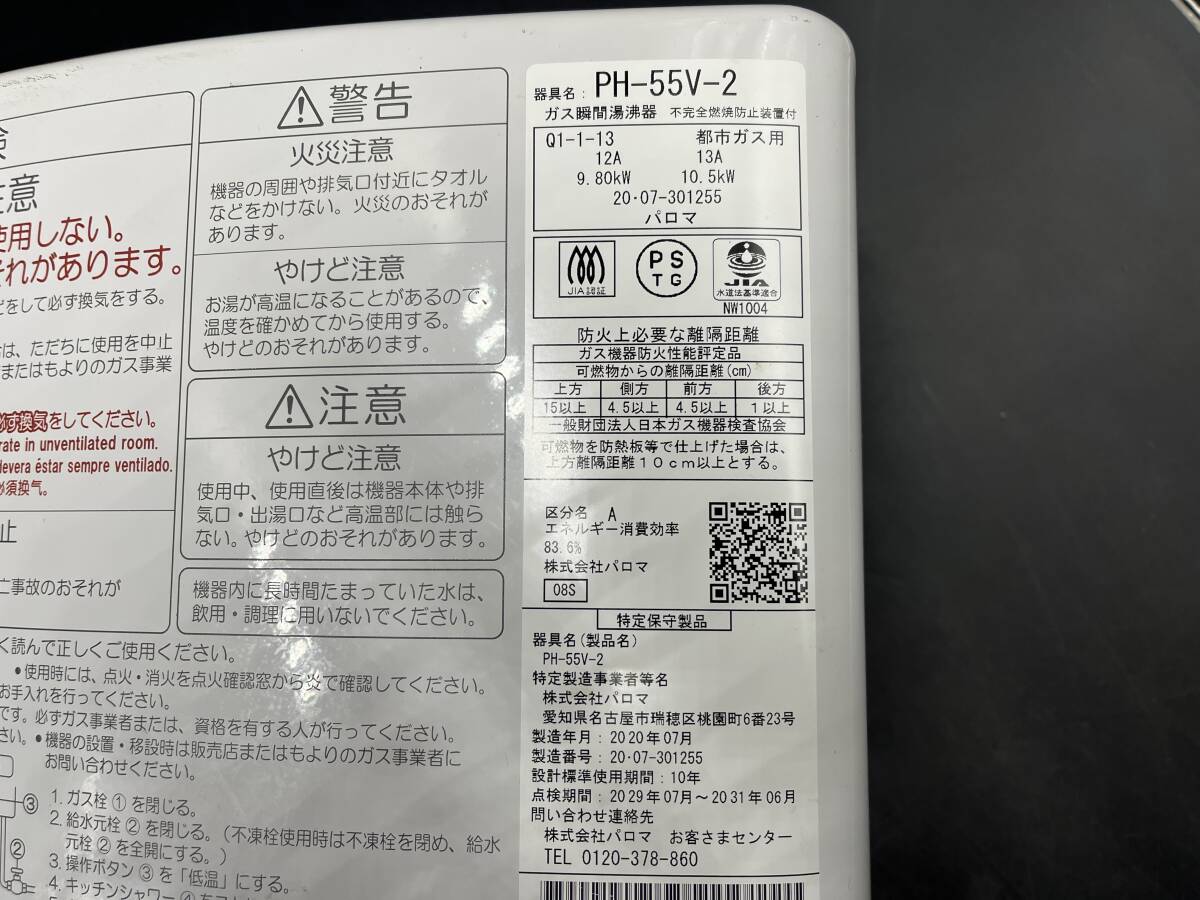 険
注意
使用しない。
それがあります。
どをして必ず換気をする。
は、ただちに使用を中止
またはもよりのガス事業
必ず換気をしてください。
rate in unventilated room.
devera éstar sempre ventilado.
必須换气。
止
亡事故のおそれが
警告
火災注意
機器の周囲や排気口付近にタオル
などをかけない。火災のおそれが
あります。
やけど注意
お湯が高温になることがあるので、
温度を確かめてから使用する。
やけどのおそれがあります。
注意
やけど注意
使用中、使用直後は機器本体や排
気口・出湯口など高温部には触ら
ない。やけどのおそれがあります。
機器内に長時間たまっていた水は、
飲用・調理に用いないでください。
く読んで正しくご使用ください。
•使用時には、点火・消火を点火確認窓から炎で確認してください。
お手入れを行ってください。
です。必ずガス事業者または、資格を有する人が行ってください。
さい。•機器の設置・移設時は販売店またはもよりのガス事業者に
お問い合わせください。
③
②
1. ガス栓①を閉じる。
2. 給水元栓②を閉じる。(不凍栓使用時は不凍栓を閉め、給水
元栓②を全開にする。)
3. 操作ボタン③を「低温」にする。
4. キッチンシャワー④を
器具名: PH-55V-2
ガス瞬間湯沸器 不完全燃焼防止装置付
Q1-1-13 都市ガス用
12A 13A
9.80kW 10.5kW
20・07-301255
パロマ
JIA認証
PS
TG
JIA
水道法基準適合
NW1004
防火上必要な離隔距離
ガス機器防火性能評定品
可燃物からの離隔距離(cm)
上方 側方 前方 後方
15以上 4.5以上 4.5以上 1以上
一般財団法人日本ガス機器検査協会
可燃物を防熱板等で仕上げた場合は、
上方離隔距離10cm以上とする。
区分名 A
エネルギー消費効率
83.6%
株式会社パロマ
08S
特定保守製品
器具名(製品名)
PH-55V-2
特定製造事業者等名
株式会社パロマ
愛知県名古屋市瑞穂区桃園町6番23号
製造年月:2020年07月
製造番号:20・07-301255
設計標準使用期間:10年
点検期間:2029年07月～2031年06月
問い合わせ連絡先
株式会社パロマ お客さまセンター
TEL 0120-378-860